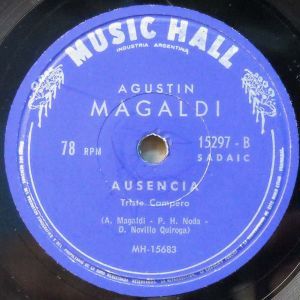 MUSIC HALL
INDUSTRIA ARGENTINA
AGUSTIN
MAGALDI
78 RPM
15297 - B
SADAIC
AUSENCIA
Triste Campero
(A. Magaldi - P. H. Noda -
D. Novillo Quiroga)
MH-15683